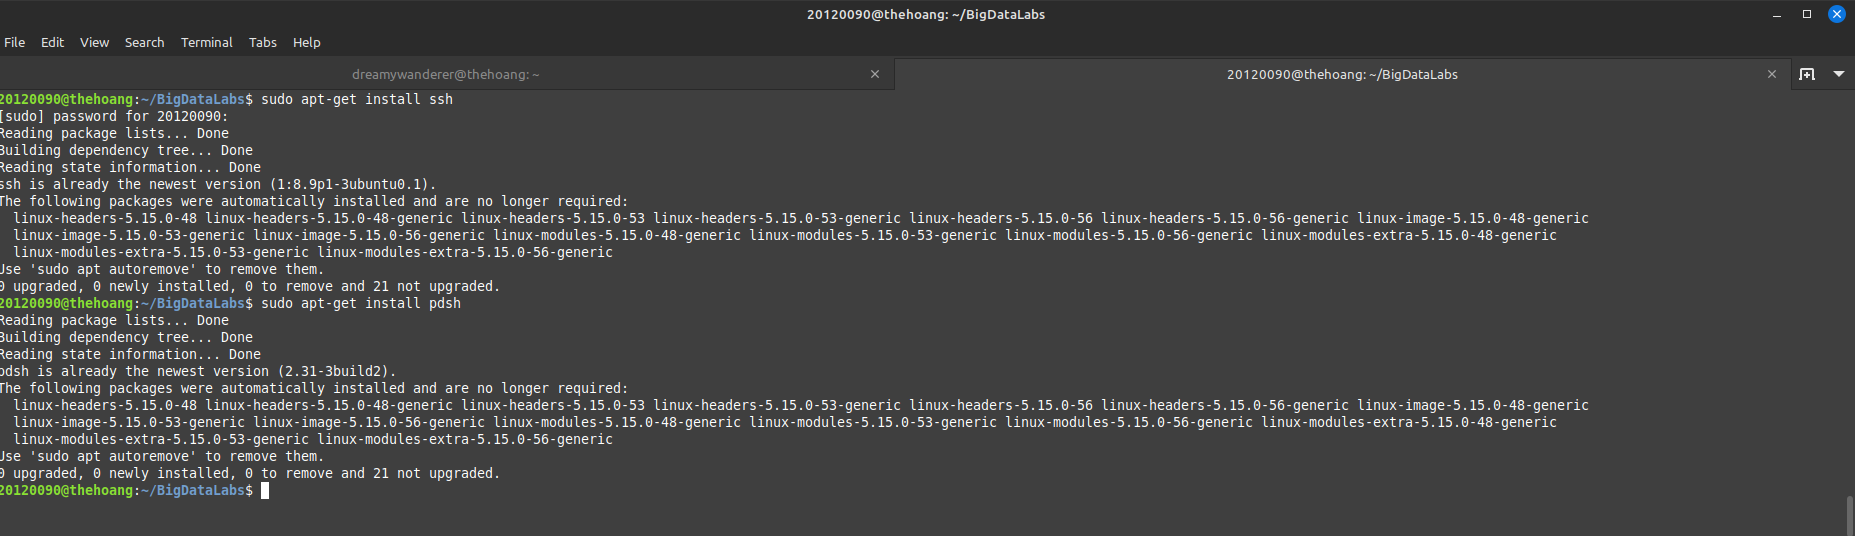 20120090@thehoang: ~/BigDataLabs
File Edit View Search Terminal Tabs Help
dreamywanderer@thehoang: ~
20120090@thehoang: ~/BigDataLabs
20120090@thehoang:~/BigDataLabs$ sudo apt-get install ssh
[sudo] password for 20120090:
Reading package lists... Done
Building dependency tree... Done
Reading state information... Done
ssh is already the newest version (1:8.9p1-3ubuntu0.1).
The following packages were automatically installed and are no longer required:
linux-headers-5.15.0-48 linux-headers-5.15.0-48-generic linux-headers-5.15.0-53 linux-headers-5.15.0-53-generic linux-headers-5.15.0-56 linux-headers-5.15.0-56-generic linux-image-5.15.0-48-generic
linux-image-5.15.0-53-generic linux-image-5.15.0-56-generic linux-modules-5.15.0-48-generic linux-modules-5.15.0-53-generic linux-modules-5.15.0-56-generic linux-modules-extra-5.15.0-48-generic
linux-modules-extra-5.15.0-53-generic linux-modules-extra-5.15.0-56-generic
Use 'sudo apt autoremove' to remove them.
0 upgraded, 0 newly installed, 0 to remove and 21 not upgraded.
20120090@thehoang:~/BigDataLabs$ sudo apt-get install pdsh
Reading package lists... Done
Building dependency tree... Done
Reading state information... Done
pdsh is already the newest version (2.31-3build2).
The following packages were automatically installed and are no longer required:
linux-headers-5.15.0-48 linux-headers-5.15.0-48-generic linux-headers-5.15.0-53 linux-headers-5.15.0-53-generic linux-headers-5.15.0-56 linux-headers-5.15.0-56-generic linux-image-5.15.0-48-generic
linux-image-5.15.0-53-generic linux-image-5.15.0-56-generic linux-modules-5.15.0-48-generic linux-modules-5.15.0-53-generic linux-modules-5.15.0-56-generic linux-modules-extra-5.15.0-48-generic
linux-modules-extra-5.15.0-53-generic linux-modules-extra-5.15.0-56-generic
Use 'sudo apt autoremove' to remove them.
0 upgraded, 0 newly installed, 0 to remove and 21 not upgraded.
20120090@thehoang:~/BigDataLabs$